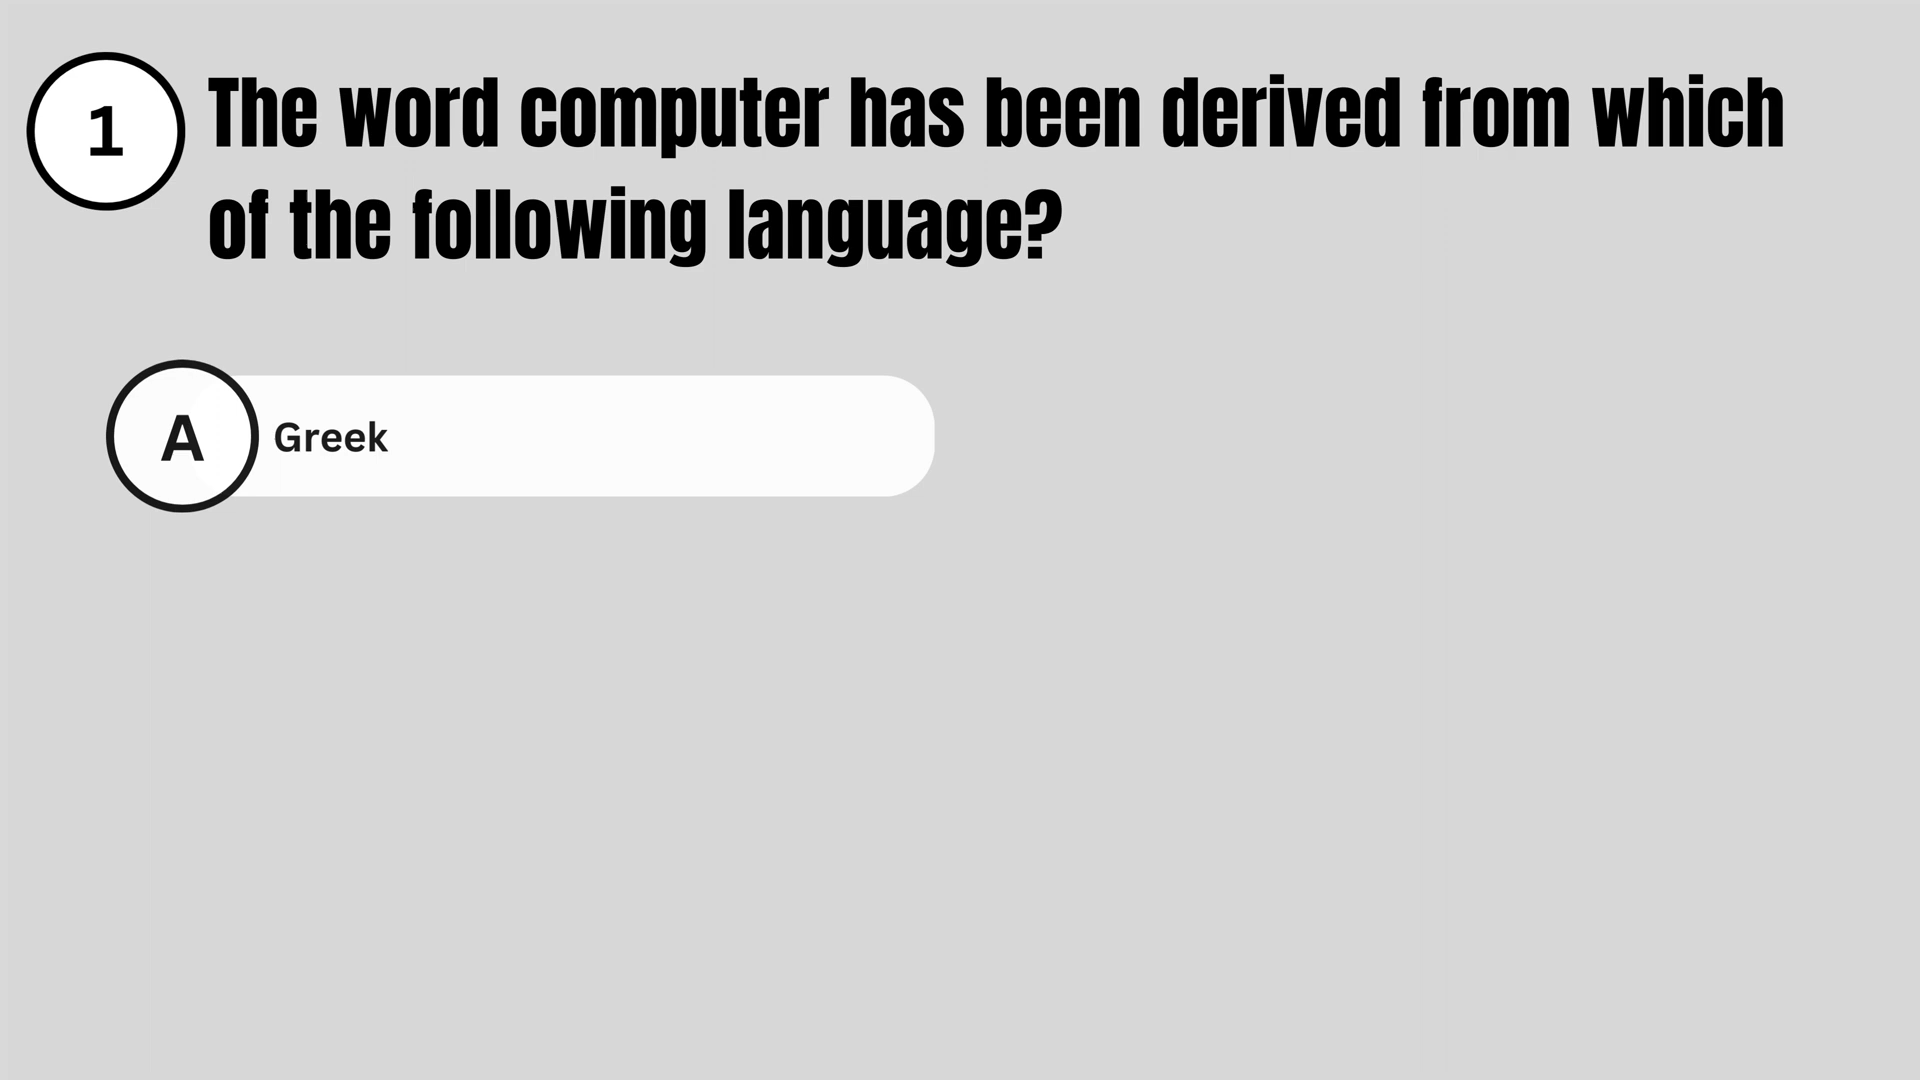 1
The word computer has been derived from which
of the following language?
A
Greek